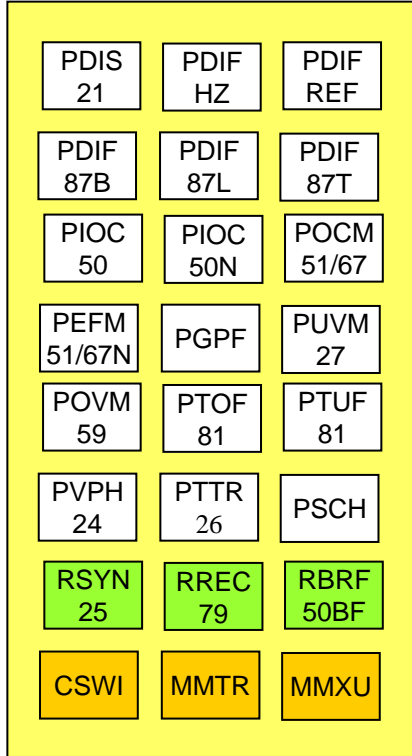 PDIS
21
PDIF
HZ
PDIF
REF
PDIF
87B
PDIF
87L
PDIF
87T
PIOC
50
PIOC
50N
POCM
51/67
PEFM
51/67N
PGPF
PUVM
27
POVM
59
PTOF
81
PTUF
81
PVPH
24
PTTR
26
PSCH
RSYN
25
RREC
79
RBRF
50BF
CSWI
MMTR
MMXU